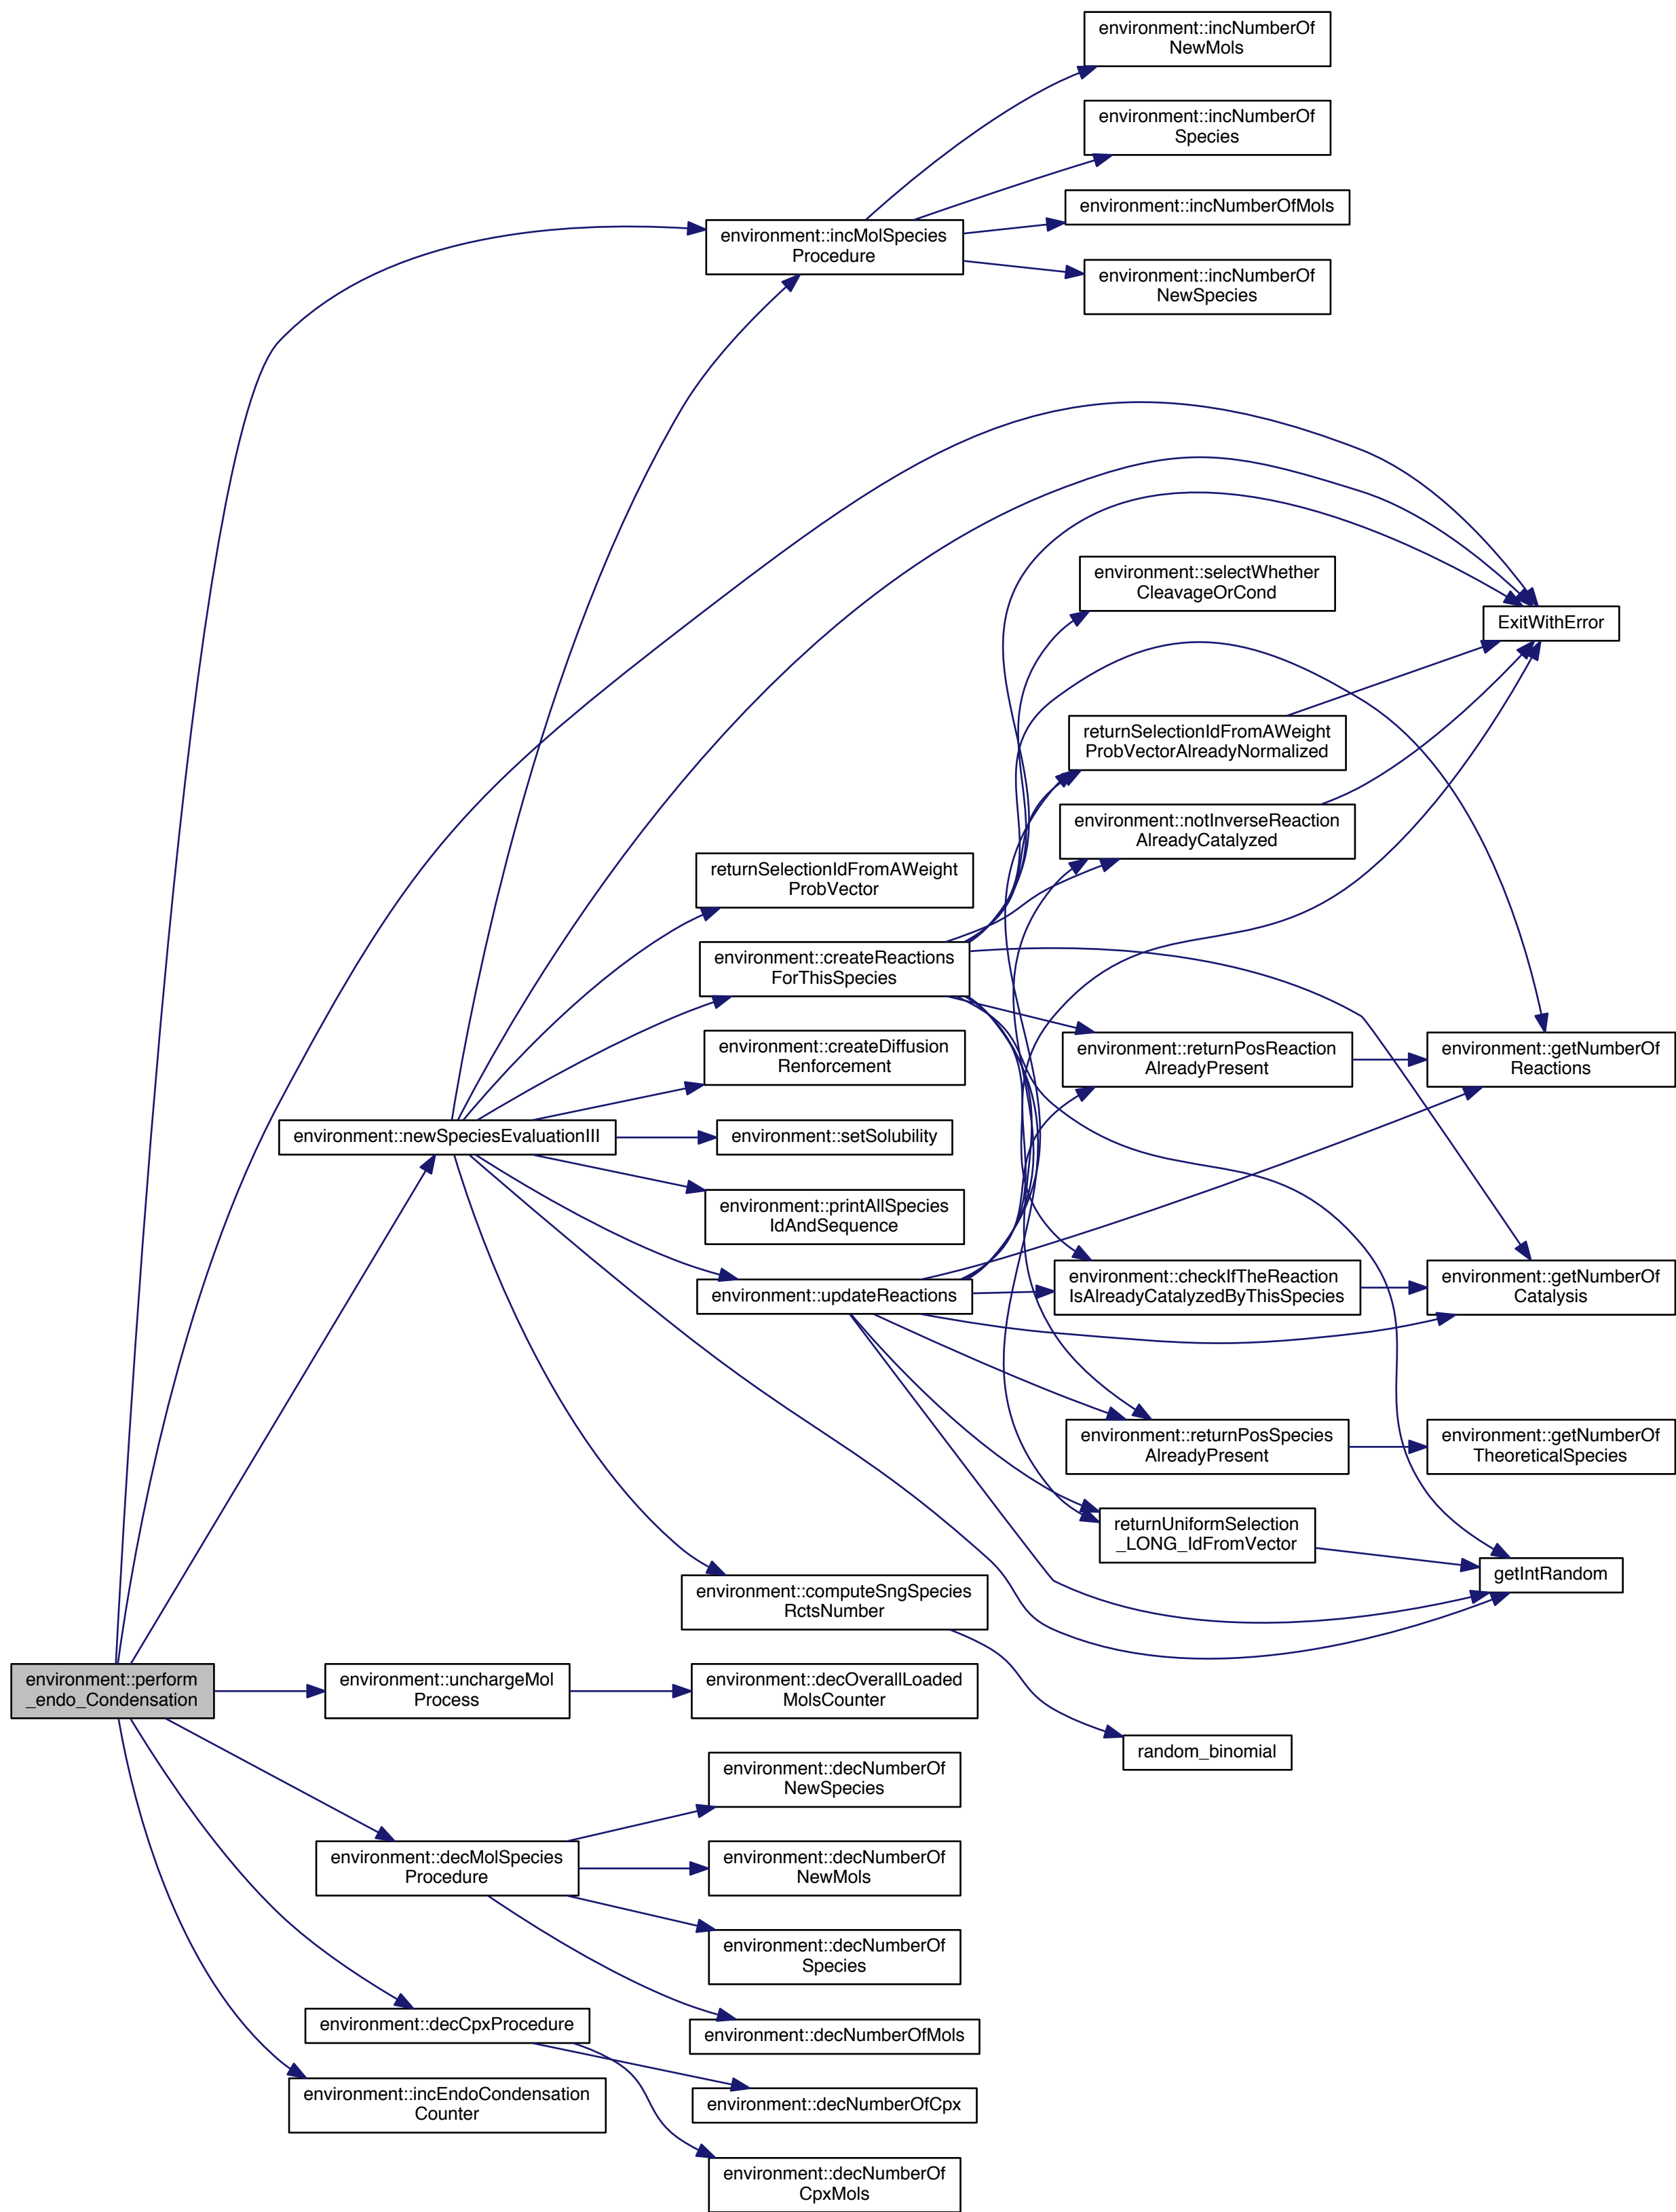 environment::incNumberOf
NewMols
environment::incNumberOf
Species
environment::incNumberOfMols
environment::incMolSpecies
Procedure
environment::incNumberOf
NewSpecies
environment::selectWhether
CleavageOrCond
ExitWithError
returnSelectionIdFromAWeight
ProbVectorAlreadyNormalized
environment::notInverseReaction
AlreadyCatalyzed
returnSelectionIdFromAWeight
ProbVector
environment::createReactions
ForThisSpecies
environment::createDiffusion
Renforcement
environment::returnPosReaction
AlreadyPresent
environment::getNumberOf
Reactions
environment::newSpeciesEvaluationIII
environment::setSolubility
environment::printAllSpecies
IdAndSequence
environment::updateReactions
environment::checkIfTheReaction
IsAlreadyCatalyzedByThisSpecies
environment::getNumberOf
Catalysis
environment::returnPosSpecies
AlreadyPresent
environment::getNumberOf
TheoreticalSpecies
returnUniformSelection
_LONG_IdFromVector
getIntRandom
environment::computeSngSpecies
RctsNumber
environment::perform
_endo_Condensation
environment::unchargeMol
Process
environment::decOverallLoaded
MolsCounter
random_binomial
environment::decNumberOf
NewSpecies
environment::decMolSpecies
Procedure
environment::decNumberOf
NewMols
environment::decNumberOf
Species
environment::decCpxProcedure
environment::decNumberOfMols
environment::incEndoCondensation
Counter
environment::decNumberOfCpx
environment::decNumberOf
CpxMols